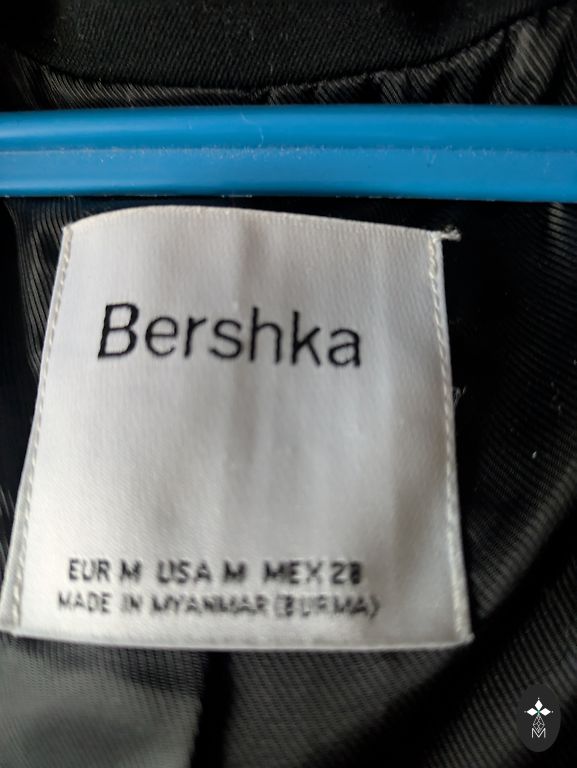 Bershka
EUR M USA M MEX 28
MADE IN MYANMAR (BURMA)